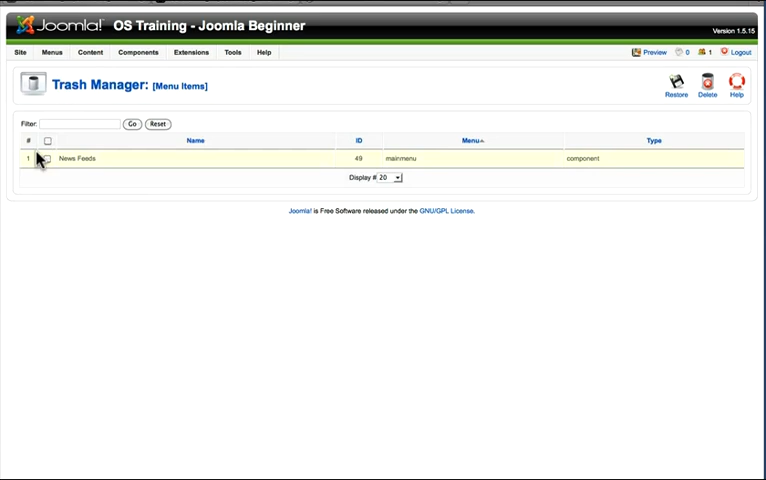 Joomla! OS Training - Joomla Beginner
Version 1.5.15
Site Menus Content Components Extensions Tools Help Preview 0 1 Logout
Trash Manager: [Menu Items]
Restore Delete Help
Filter: Go Reset
# Name ID Menu Type
1 News Feeds 49 mainmenu component
Display # 20
Joomla! is Free Software released under the GNU/GPL License.